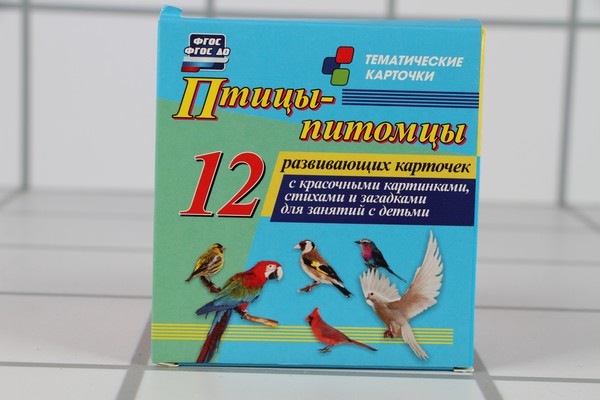 ФГОС
ФГОС ДО
ТЕМАТИЧЕСКИЕ
КАРТОЧКИ
Птицы-
питомцы
12
развивающих карточек
с красочными картинками,
стихами и загадками
для занятий с детьми